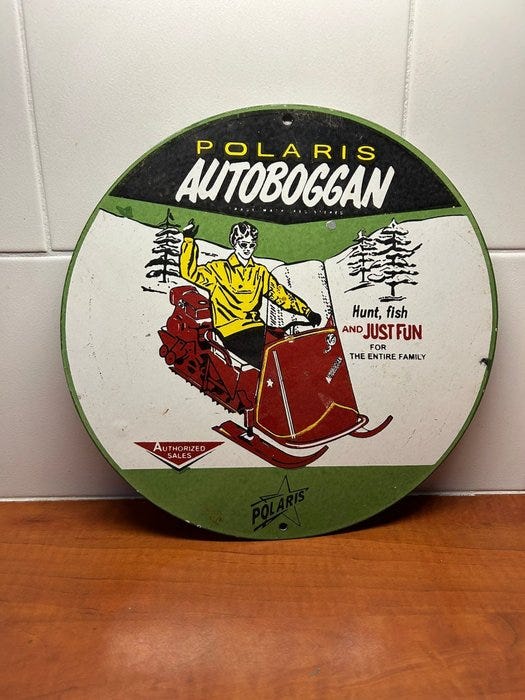 POLARIS
AUTOBOGGAN
Hunt, fish
AND JUST FUN
FOR
THE ENTIRE FAMILY
AUTHORIZED
SALES
POLARIS